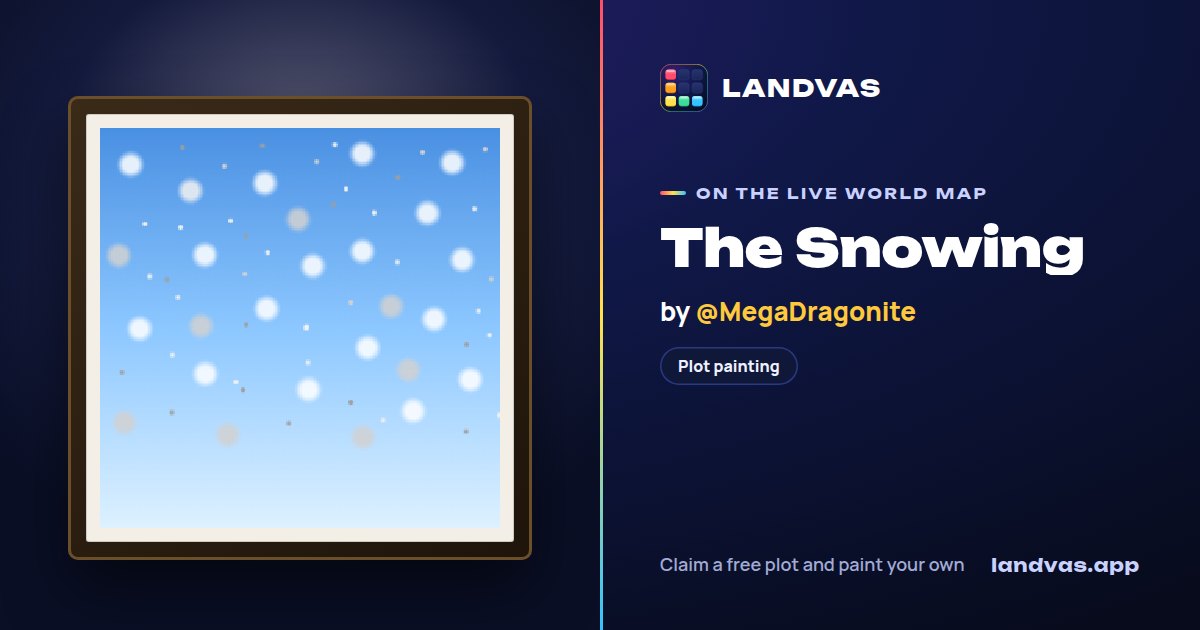 LANDVAS
ON THE LIVE WORLD MAP
The Snowing
by @MegaDragonite
Plot painting
Claim a free plot and paint your own landvas.app